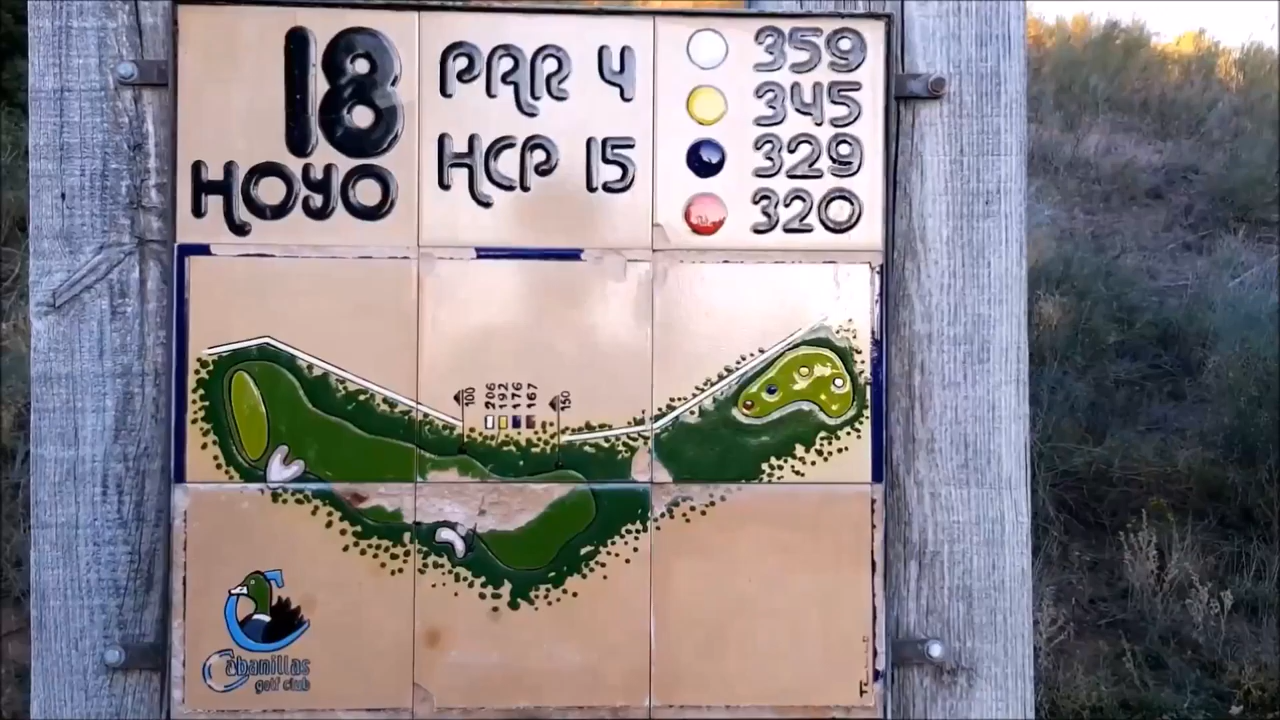 18
HOYO
PAR 4
HCP 15
359
345
329
320
100
206
192
176
167
150
Cabanillas
golf club